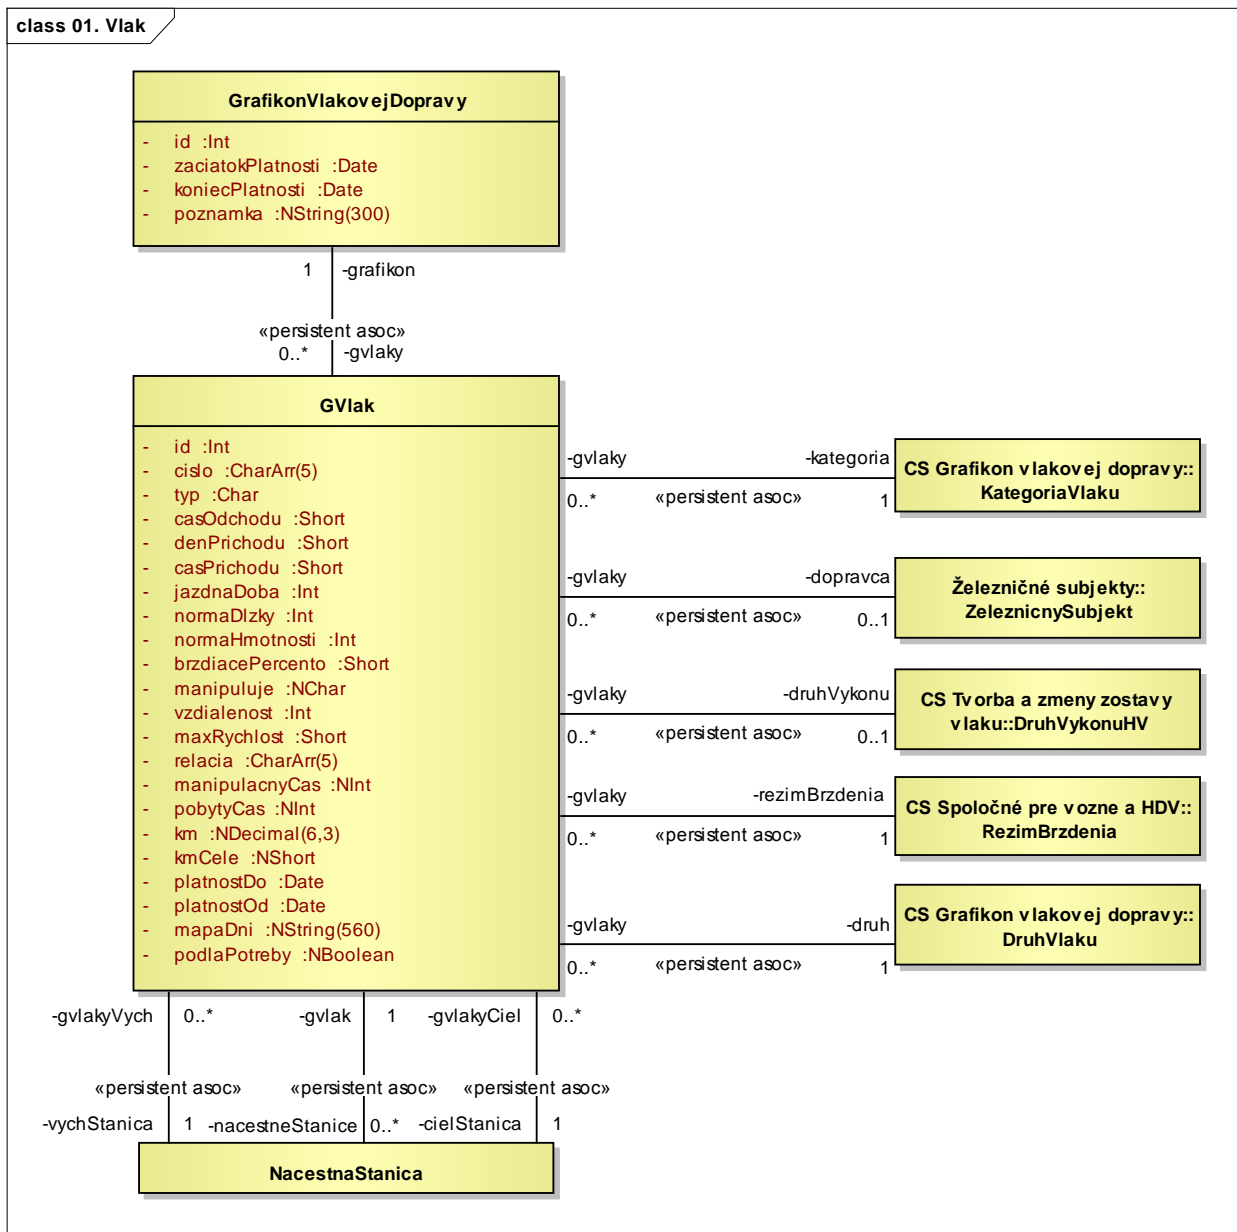 class 01. Vlak
GrafikonVlakovejDopravy
- id :Int
- zaciatokPlatnosti :Date
- koniecPlatnosti :Date
- poznamka :NString(300)
1 -grafikon
«persistent asoc»
0..* -gvlaky
GVlak
- id :Int
- cislo :CharArr(5)
- typ :Char
- casOdchodu :Short
- denPrichodu :Short
- casPrichodu :Short
- jazdnaDoba :Int
- normaDlzky :Int
- normaHmotnosti :Int
- brzdiacePercento :Short
- manipuluje :NChar
- vzdialenost :Int
- maxRychlost :Short
- relacia :CharArr(5)
- manipulacnyCas :NInt
- pobytyCas :NInt
- km :NDecimal(6,3)
- kmCele :NShort
- platnostDo :Date
- platnostOd :Date
- mapaDni :NString(560)
- podlaPotreby :NBoolean
-gvlaky -kategoria
0..* «persistent asoc» 1
CS Grafikon vlakovej dopravy::
KategoriaVlaku
-gvlaky -dopravca
0..* «persistent asoc» 0..1
Železničné subjekty::
ZeleznicnySubjekt
-gvlaky -druhVykonu
0..* «persistent asoc» 0..1
CS Tvorba a zmeny zostavy
vlaku::DruhVykonuHV
-gvlaky -rezimBrzdenia
0..* «persistent asoc» 1
CS Spoločné pre vozne a HDV::
RezimBrzdenia
-gvlaky -druh
0..* «persistent asoc» 1
CS Grafikon vlakovej dopravy::
DruhVlaku
-gvlakyVych 0..* -gvlak 1 -gvlakyCiel 0..*
«persistent asoc» «persistent asoc» «persistent asoc»
-vychStanica 1 -nacestneStanice 0..* -cielStanica 1
NacestnaStanica